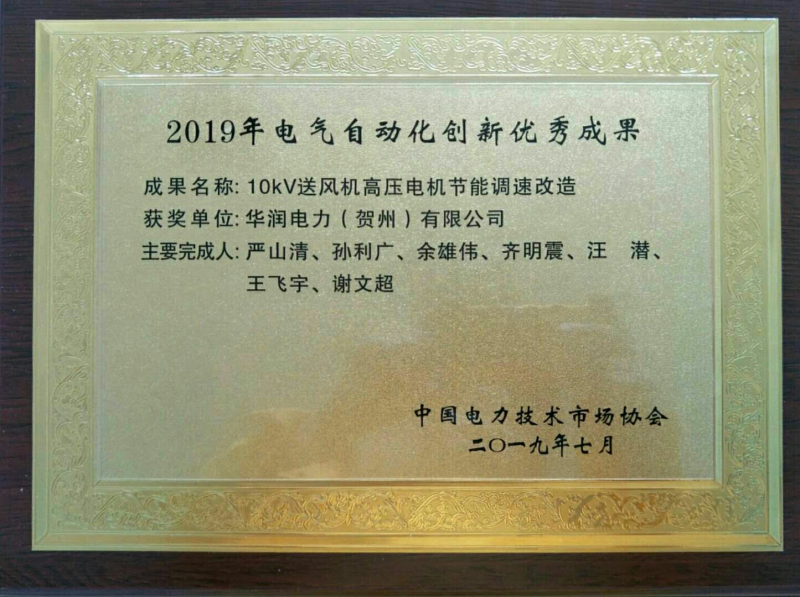 2019年电气自动化创新优秀成果
成果名称: 10kV送风机高压电机节能调速改造
获奖单位: 华润电力（贺州）有限公司
主要完成人: 严山清、孙利广、余雄伟、齐明震、汪　潜、
王飞宇、谢文超
中国电力技术市场协会
二〇一九年七月